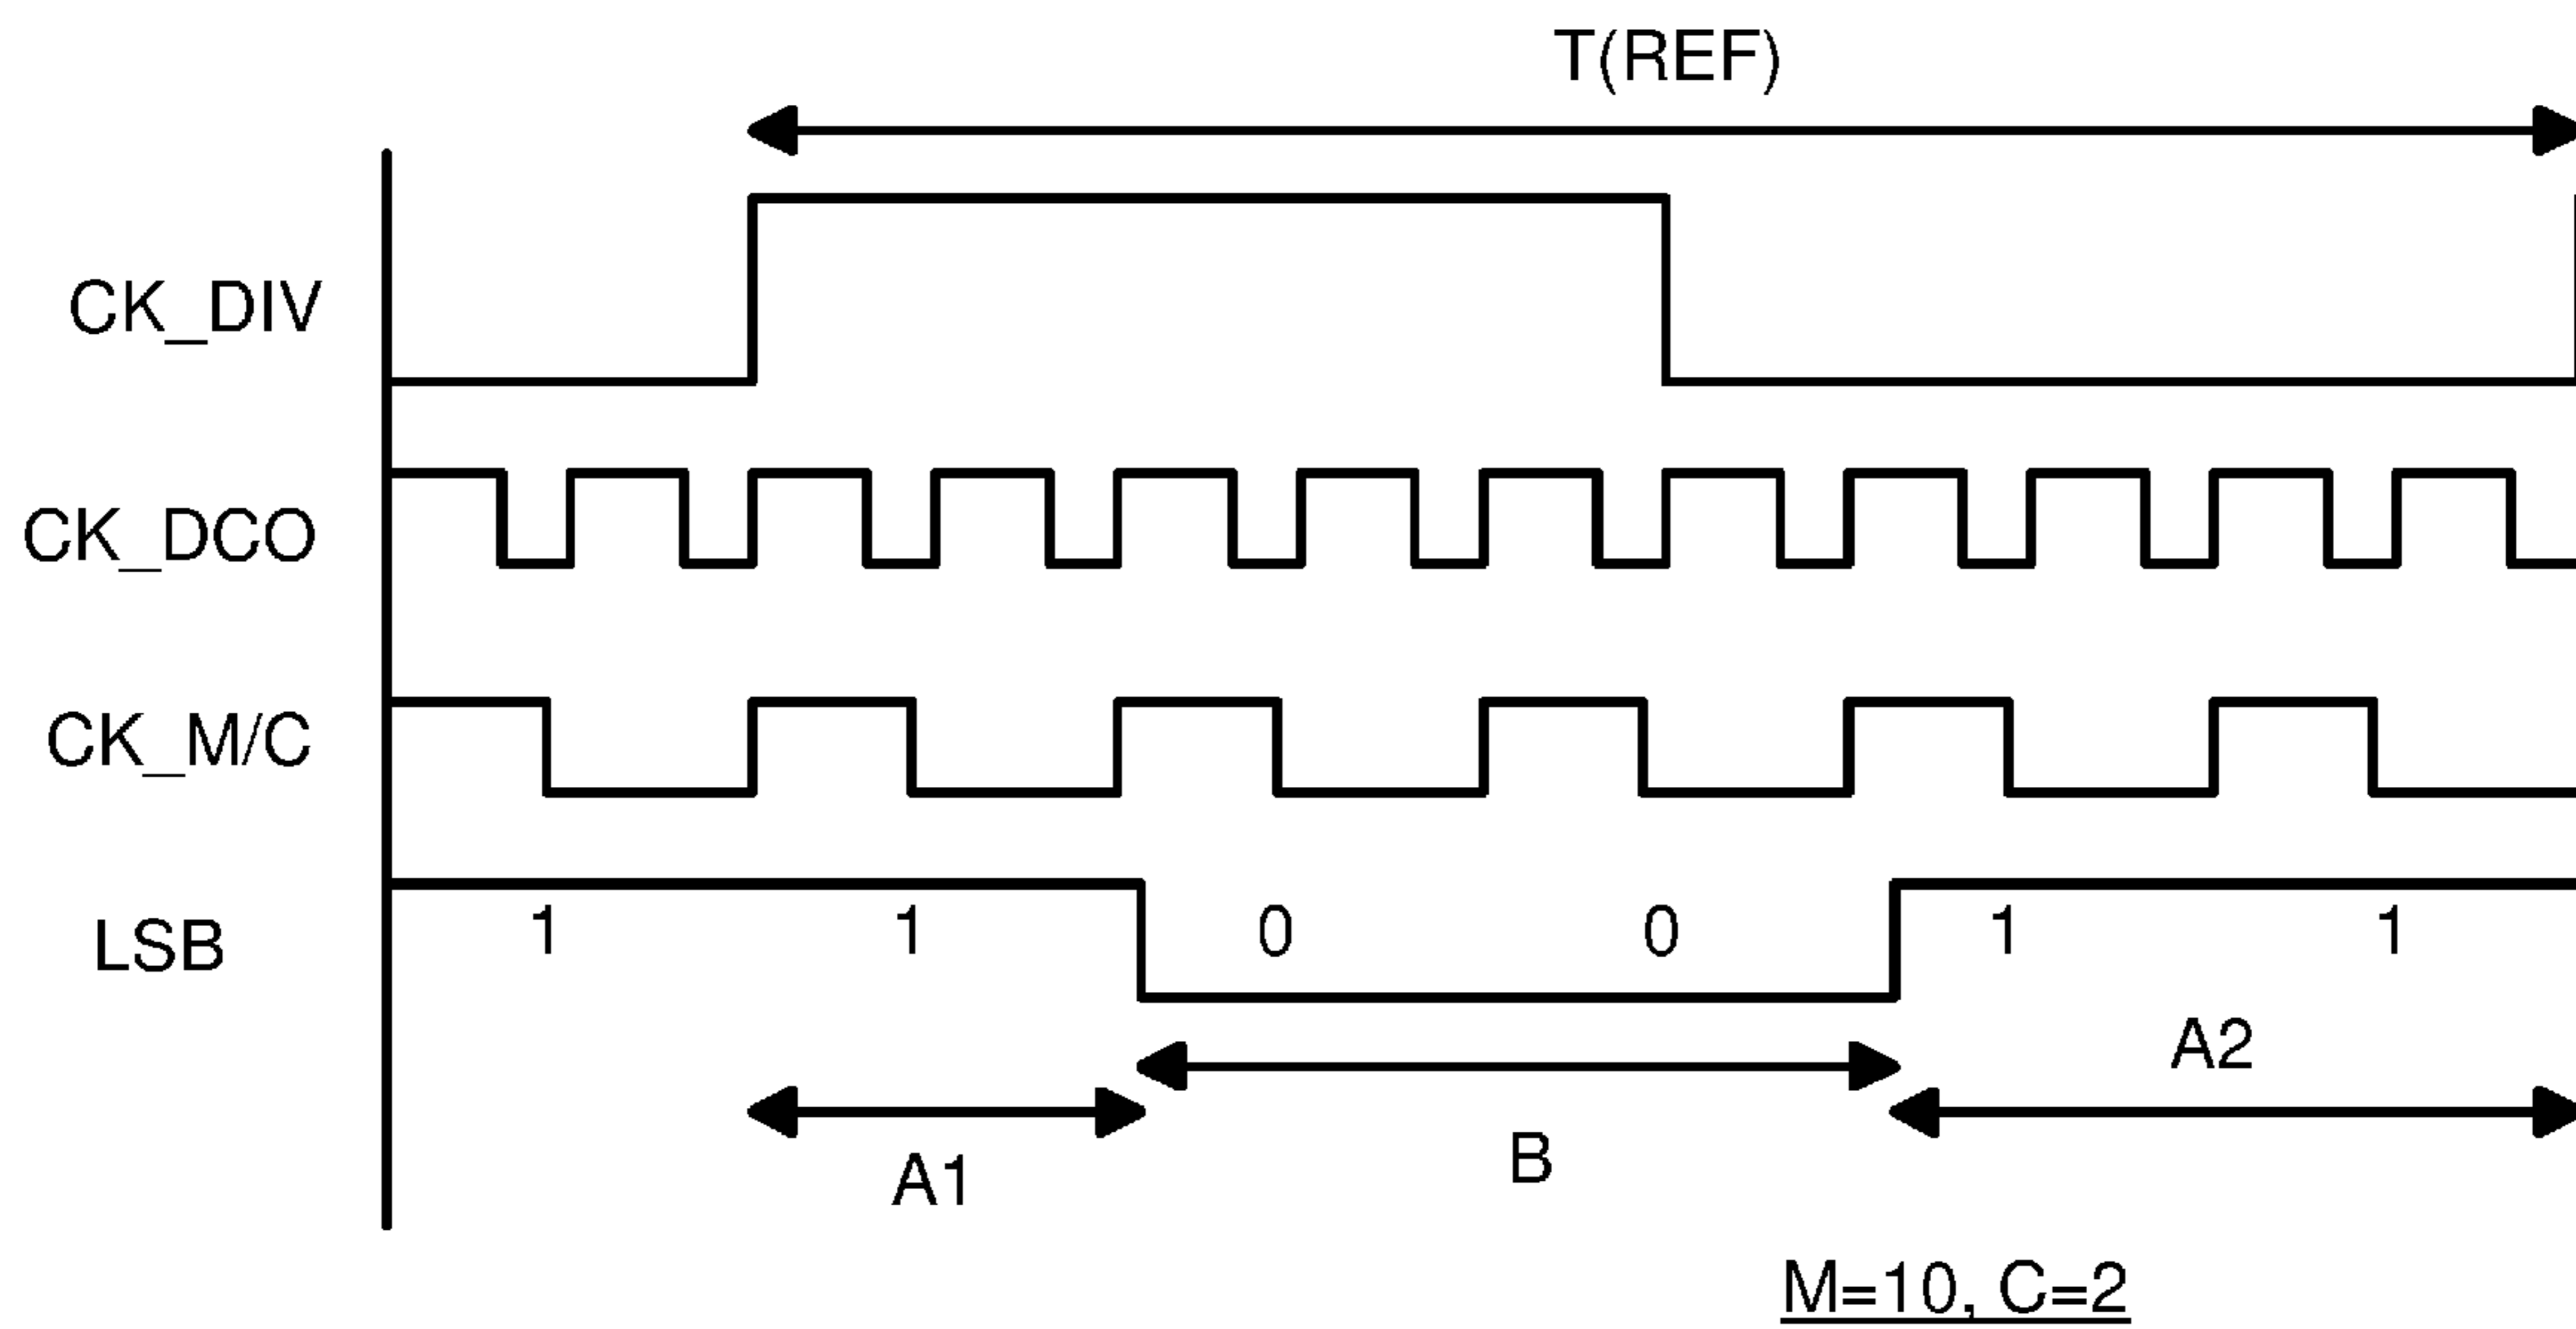 T(REF)
CK_DIV
CK_DCO
CK_M/C
LSB
1 1 0 0 1 1
A2
A1
B
M=10, C=2